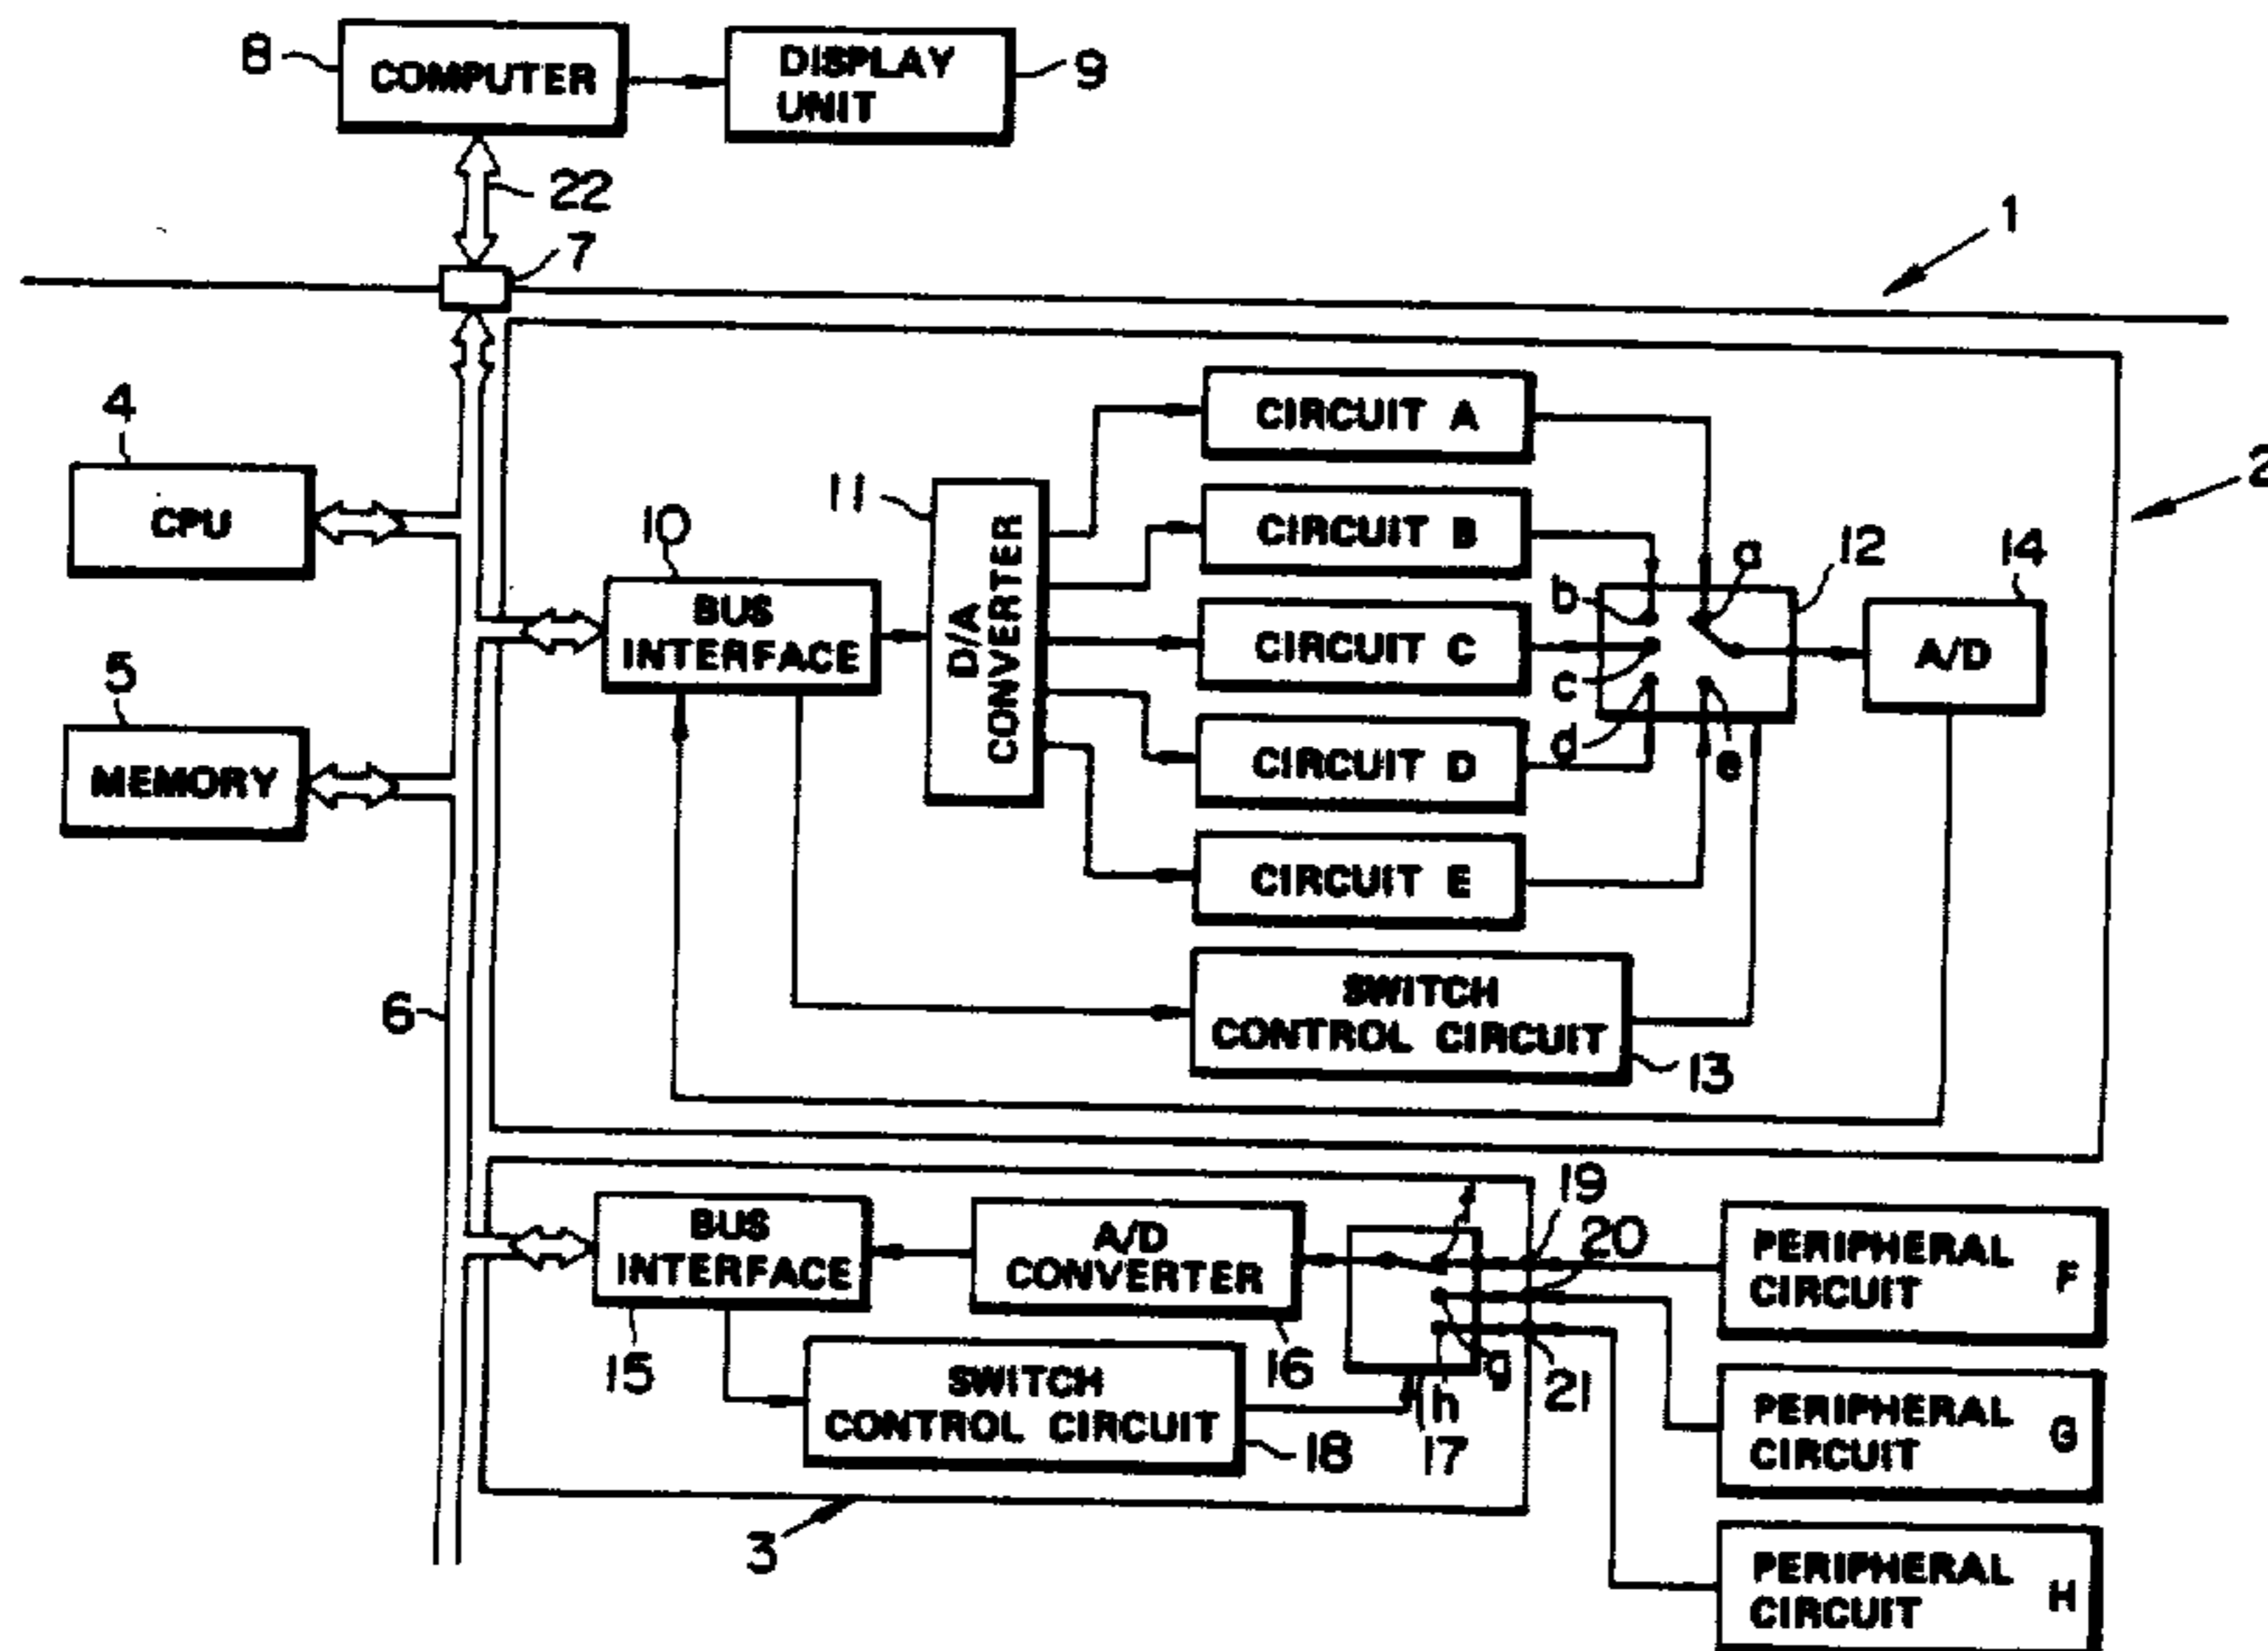 8
COMPUTER
DISPLAY
UNIT
9
22
7
1
4
CPU
5
MEMORY
6
10
BUS
INTERFACE
11
D/A
CONVERTER
CIRCUIT A
CIRCUIT B
CIRCUIT C
CIRCUIT D
CIRCUIT E
a
b
c
d
e
12
14
A/D
2
SWITCH
CONTROL CIRCUIT
13
BUS
INTERFACE
15
A/D
CONVERTER
16
SWITCH
CONTROL CIRCUIT
18
h
g
17
19
20
21
3
PERIPHERAL
CIRCUIT F
PERIPHERAL
CIRCUIT G
PERIPHERAL
CIRCUIT H